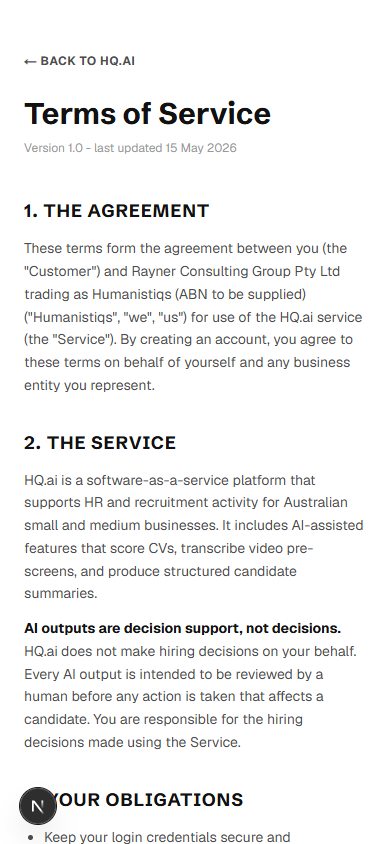 ← BACK TO HQ.AI
Terms of Service
Version 1.0 - last updated 15 May 2026
1. THE AGREEMENT
These terms form the agreement between you (the
"Customer") and Rayner Consulting Group Pty Ltd
trading as Humanistiqs (ABN to be supplied)
("Humanistiqs", "we", "us") for use of the HQ.ai service
(the "Service"). By creating an account, you agree to
these terms on behalf of yourself and any business
entity you represent.
2. THE SERVICE
HQ.ai is a software-as-a-service platform that
supports HR and recruitment activity for Australian
small and medium businesses. It includes AI-assisted
features that score CVs, transcribe video pre-
screens, and produce structured candidate
summaries.
AI outputs are decision support, not decisions.
HQ.ai does not make hiring decisions on your behalf.
Every AI output is intended to be reviewed by a
human before any action is taken that affects a
candidate. You are responsible for the hiring
decisions made using the Service.
N YOUR OBLIGATIONS
• Keep your login credentials secure and